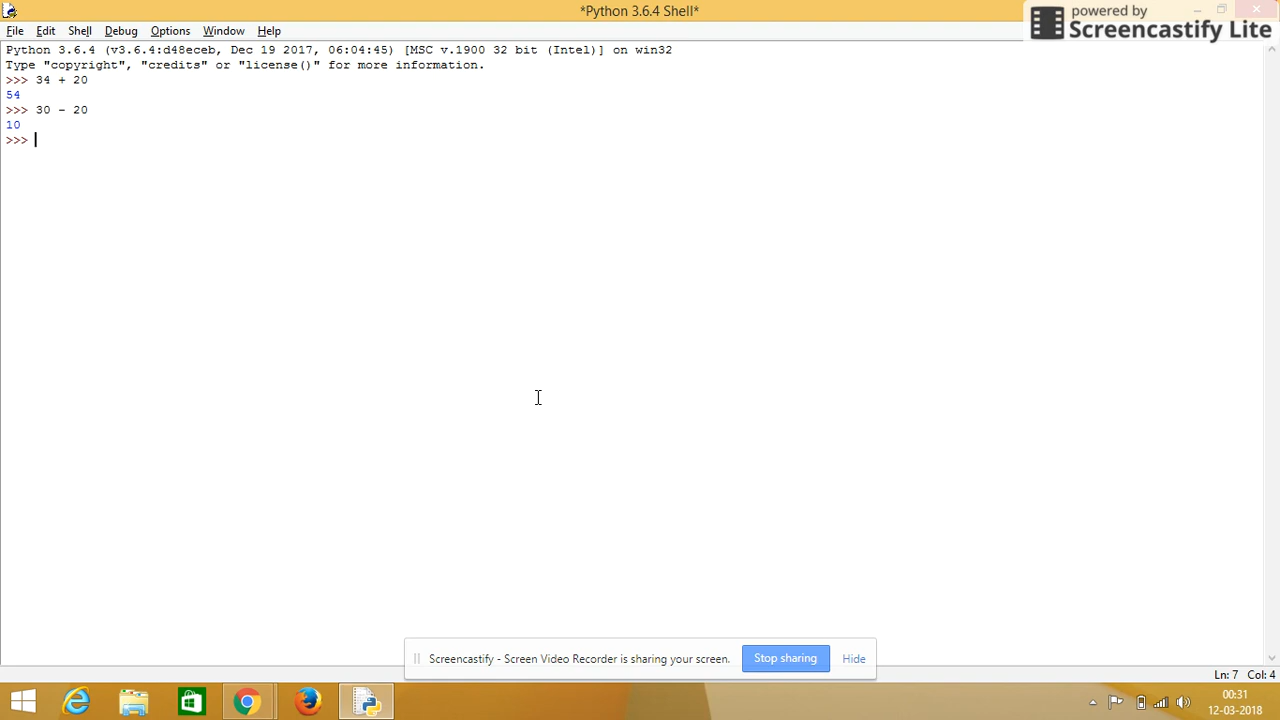 *Python 3.6.4 Shell*
powered by
Screencastify Lite
File Edit Shell Debug Options Window Help
Python 3.6.4 (v3.6.4:d48eceb, Dec 19 2017, 06:04:45) [MSC v.1900 32 bit (Intel)] on win32
Type "copyright", "credits" or "license()" for more information.
>>> 34 + 20
54
>>> 30 - 20
10
>>>
Screencastify - Screen Video Recorder is sharing your screen. Stop sharing Hide
Ln: 7 Col: 4
00:31
12-03-2018